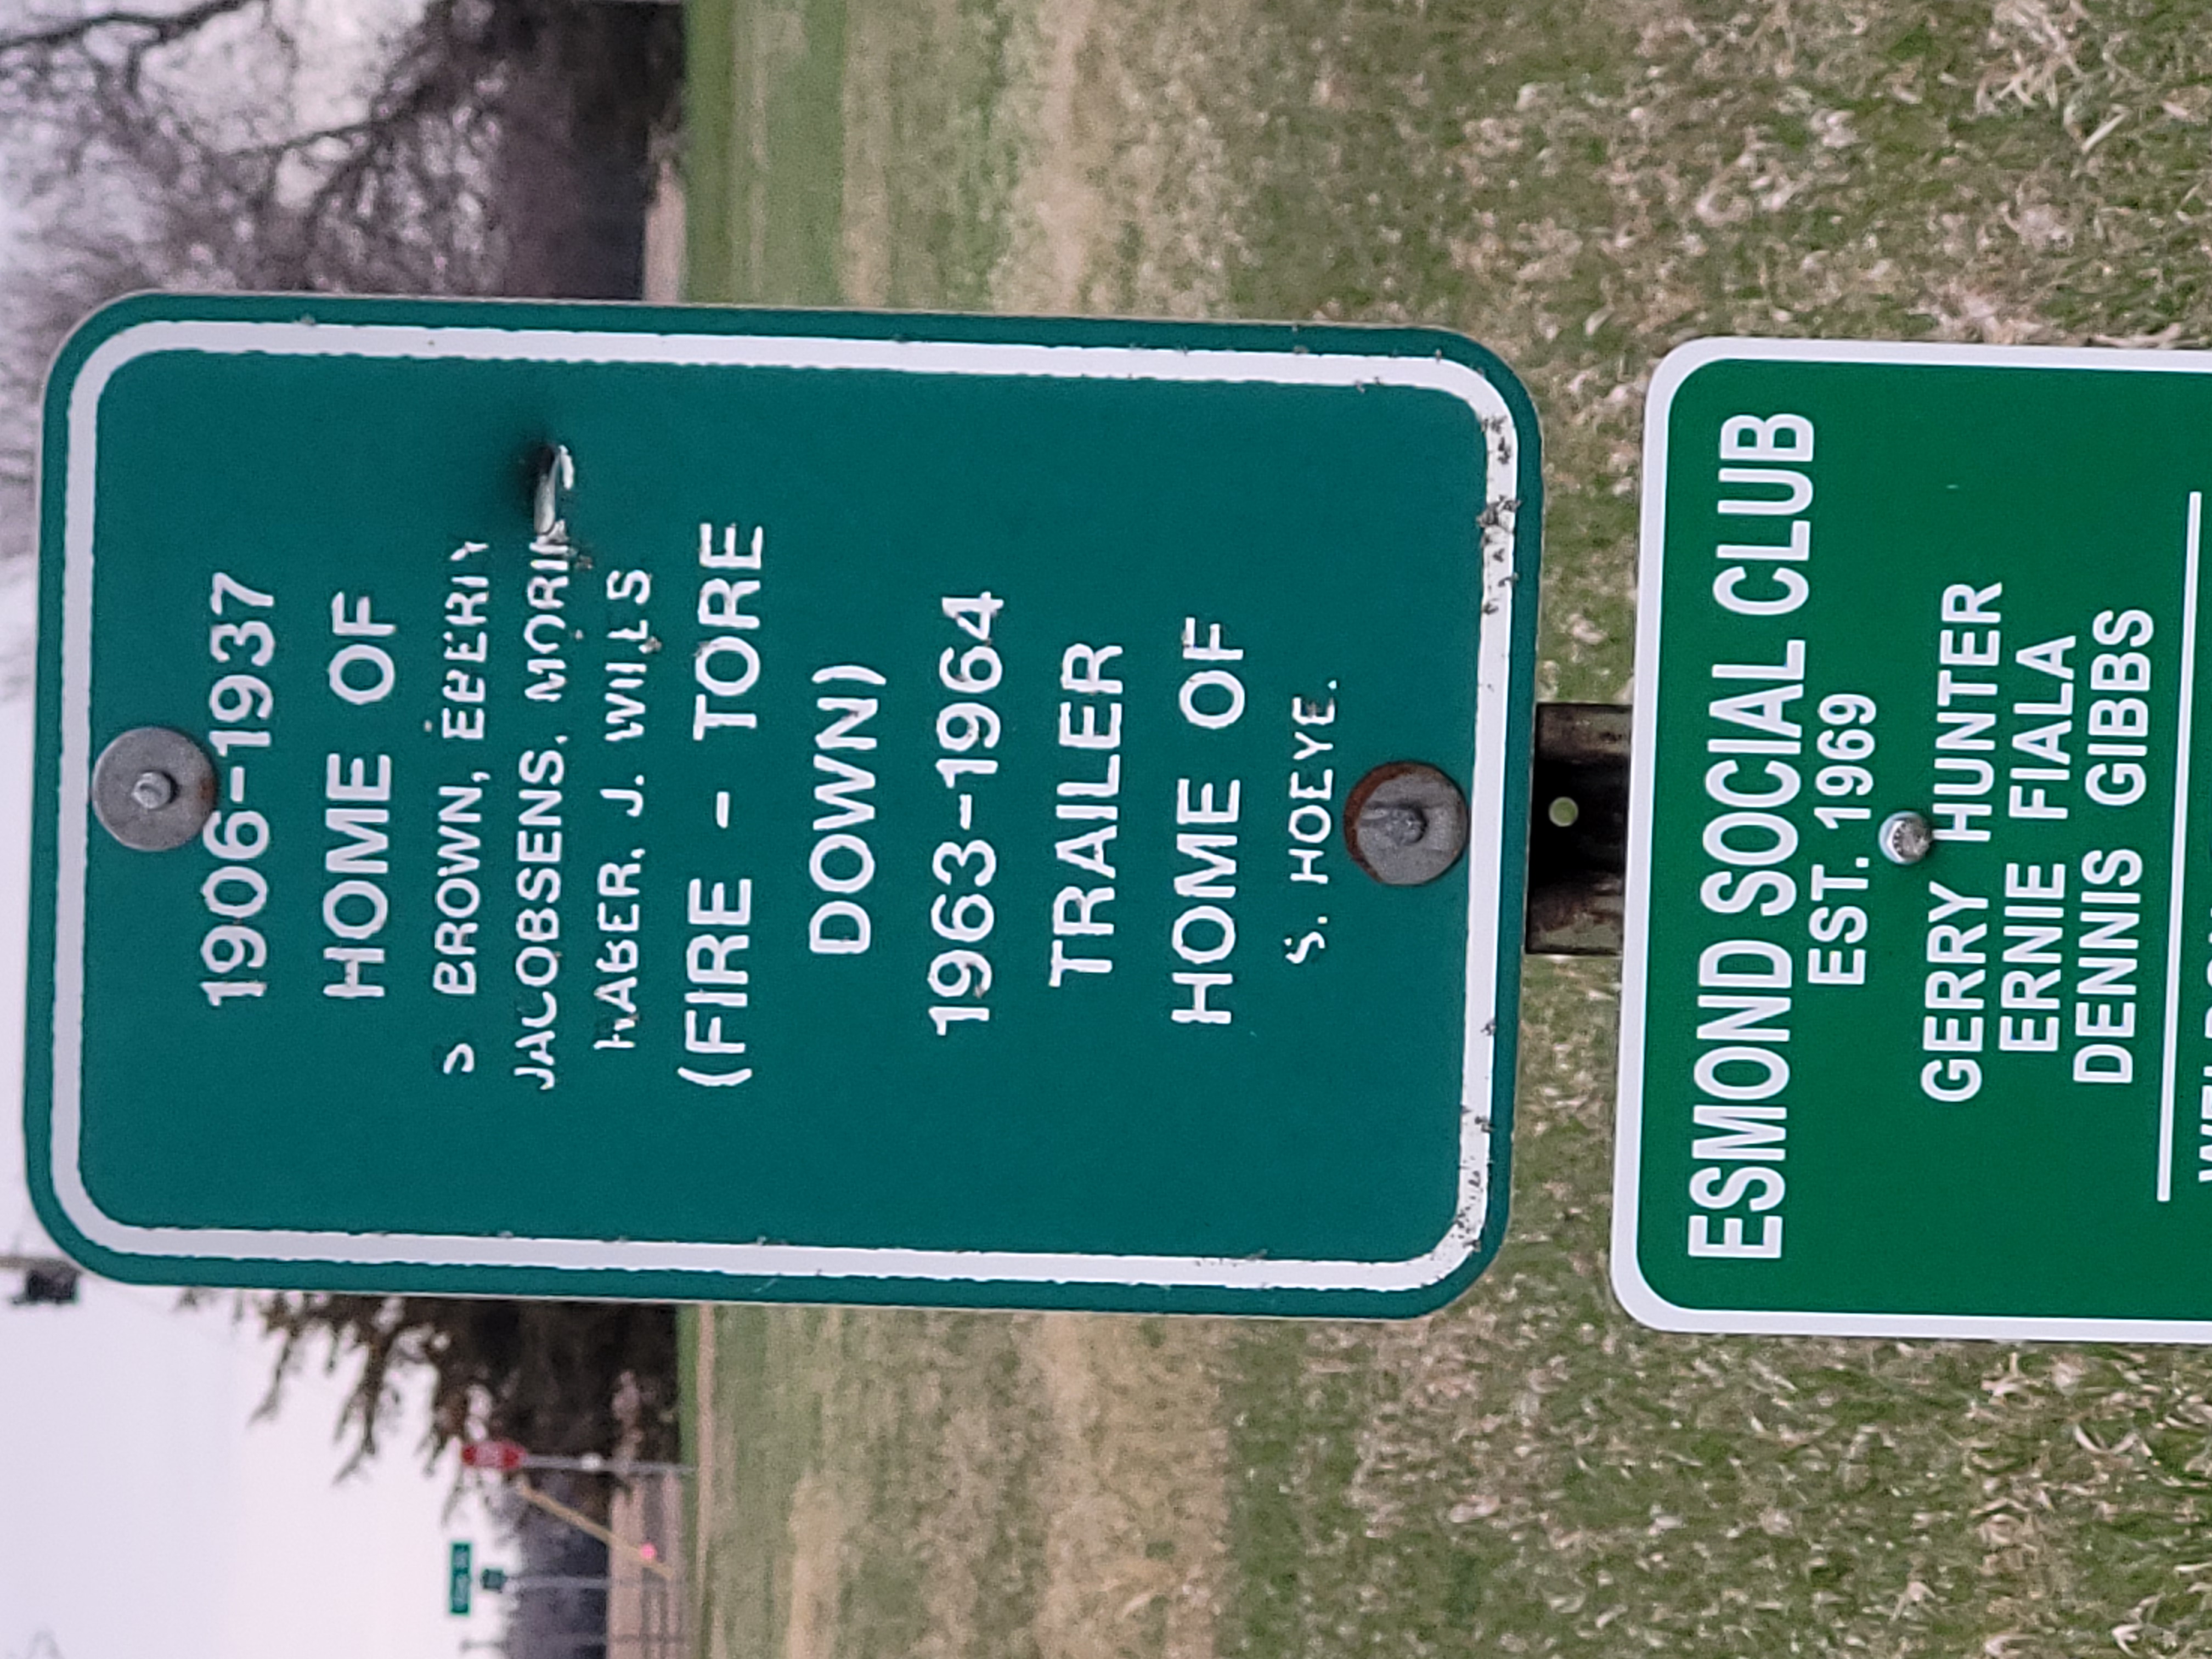 1906-1937
HOME OF
S BROWN, EBERLY
JACOBSENS,
J. WILLS
(FIRE - TORE
DOWN)
1963-1964
TRAILER
HOME OF
S. HOEYE.
ESMOND SOCIAL CLUB
EST. 1969
GERRY HUNTER
ERNIE FIALA
DENNIS GIBBS